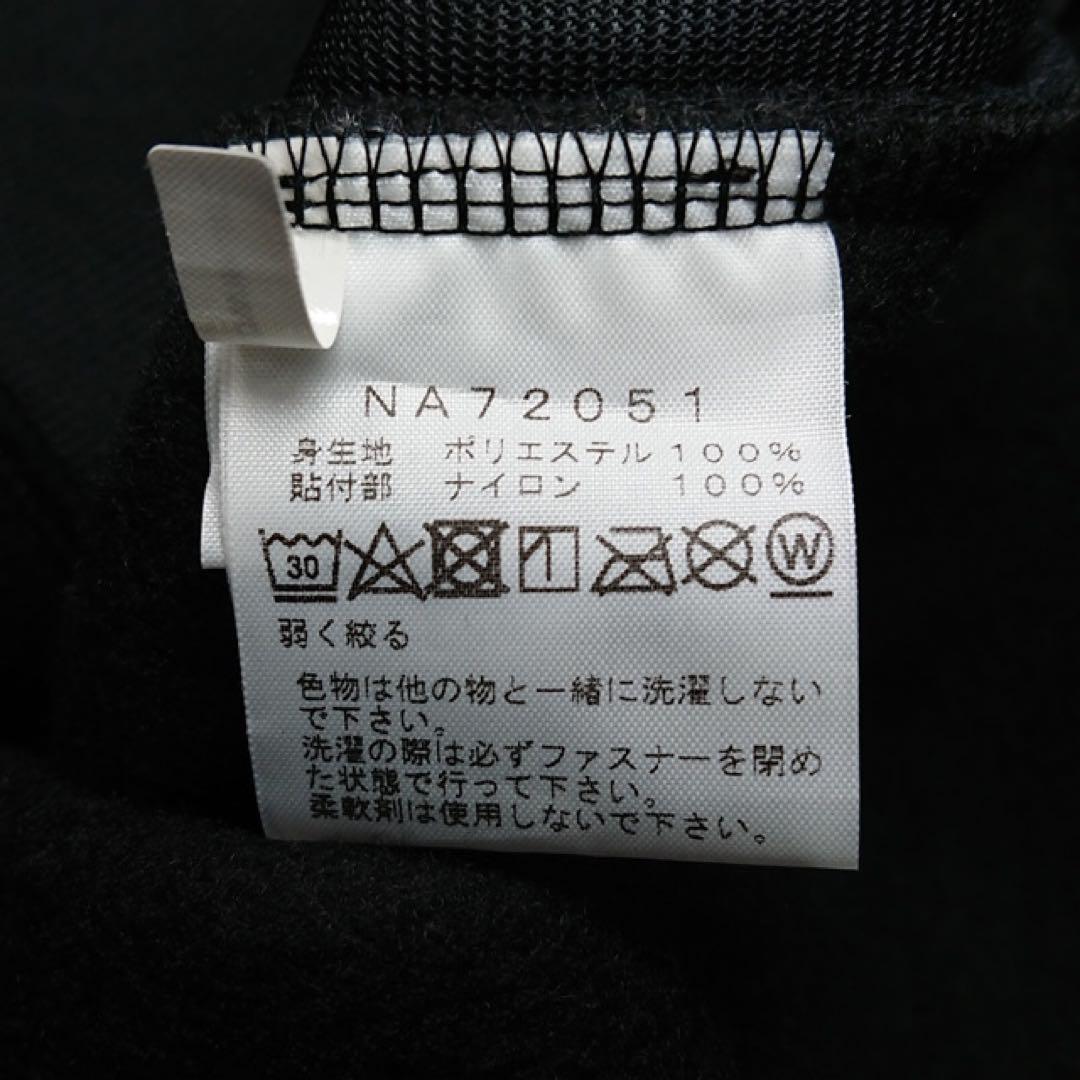 NA72051
身生地 ポリエステル100%
貼付部 ナイロン 100%
30 W
弱く絞る
色物は他の物と一緒に洗濯しない
で下さい。
洗濯の際は必ずファスナーを閉め
た状態で行って下さい。
柔軟剤は使用しないで下さい。